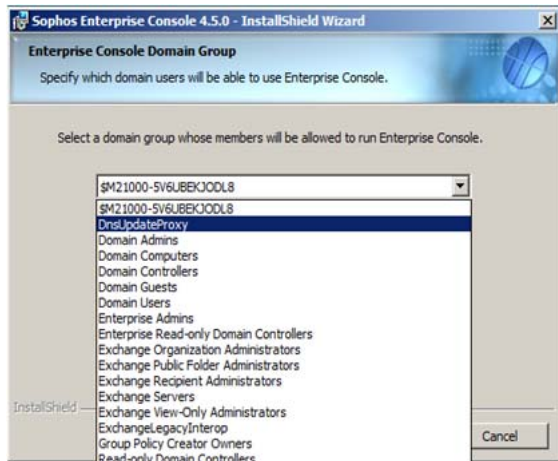 Sophos Enterprise Console 4.5.0 - InstallShield Wizard
Enterprise Console Domain Group
Specify which domain users will be able to use Enterprise Console.
Select a domain group whose members will be allowed to run Enterprise Console.
$M21000-5V6UBEKJODL8
$M21000-5V6UBEKJODL8
DnsUpdateProxy
Domain Admins
Domain Computers
Domain Controllers
Domain Guests
Domain Users
Enterprise Admins
Enterprise Read-only Domain Controllers
Exchange Organization Administrators
Exchange Public Folder Administrators
Exchange Recipient Administrators
Exchange Servers
Exchange View-Only Administrators
ExchangeLegacyInterop
Group Policy Creator Owners
Read-only Domain Controllers
InstallShield
Cancel